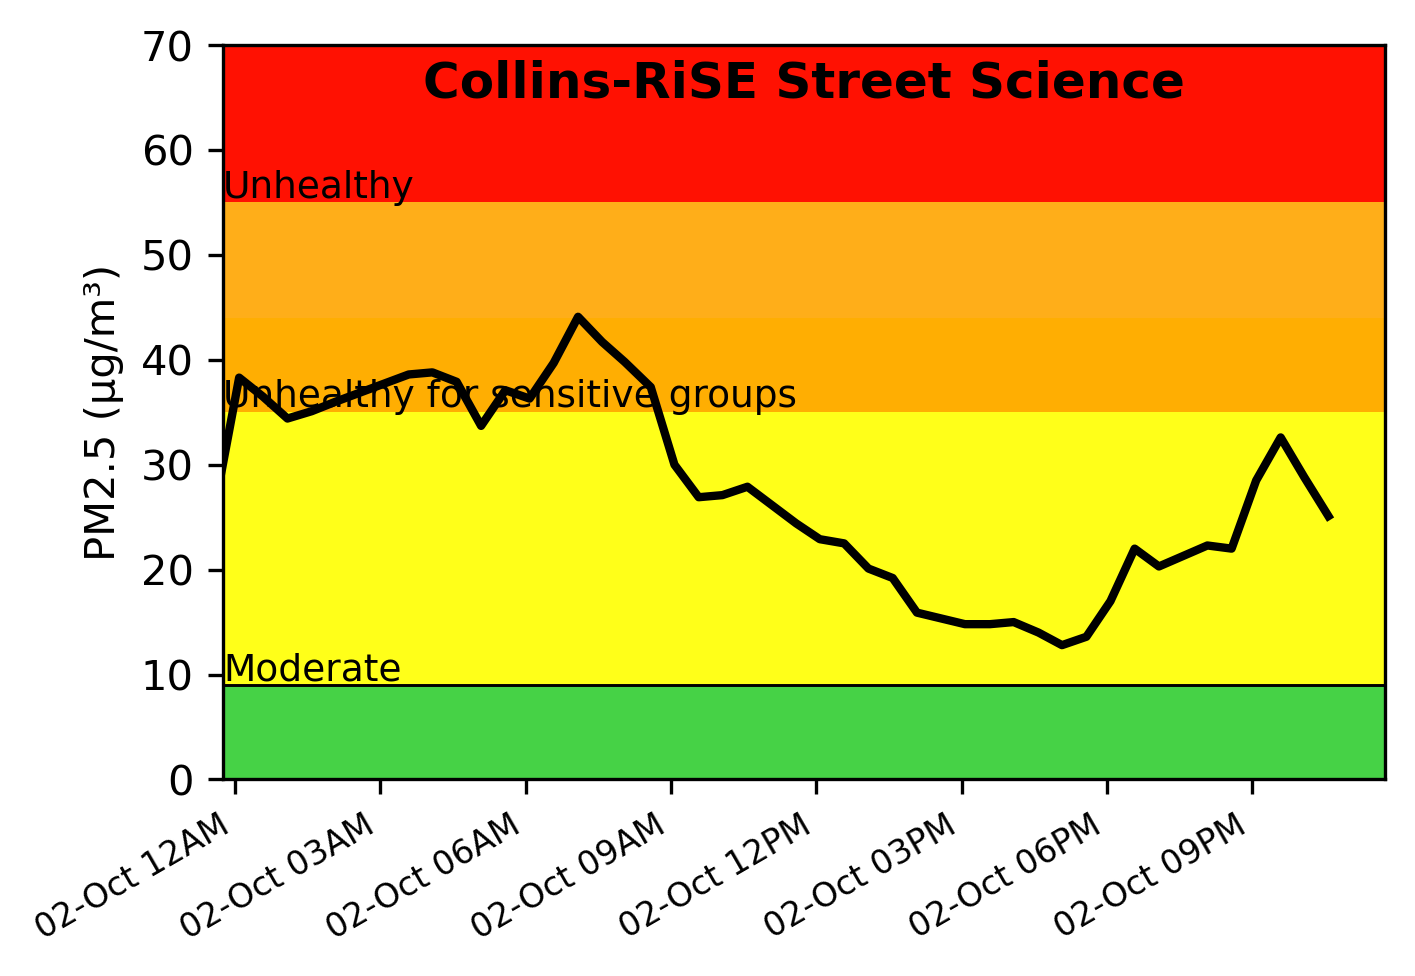 Collins-RiSE Street Science
PM2.5 (µg/m³)
70
60
50
40
30
20
10
0
Unhealthy
Unhealthy for sensitive groups
Moderate
02-Oct 12AM
02-Oct 03AM
02-Oct 06AM
02-Oct 09AM
02-Oct 12PM
02-Oct 03PM
02-Oct 06PM
02-Oct 09PM